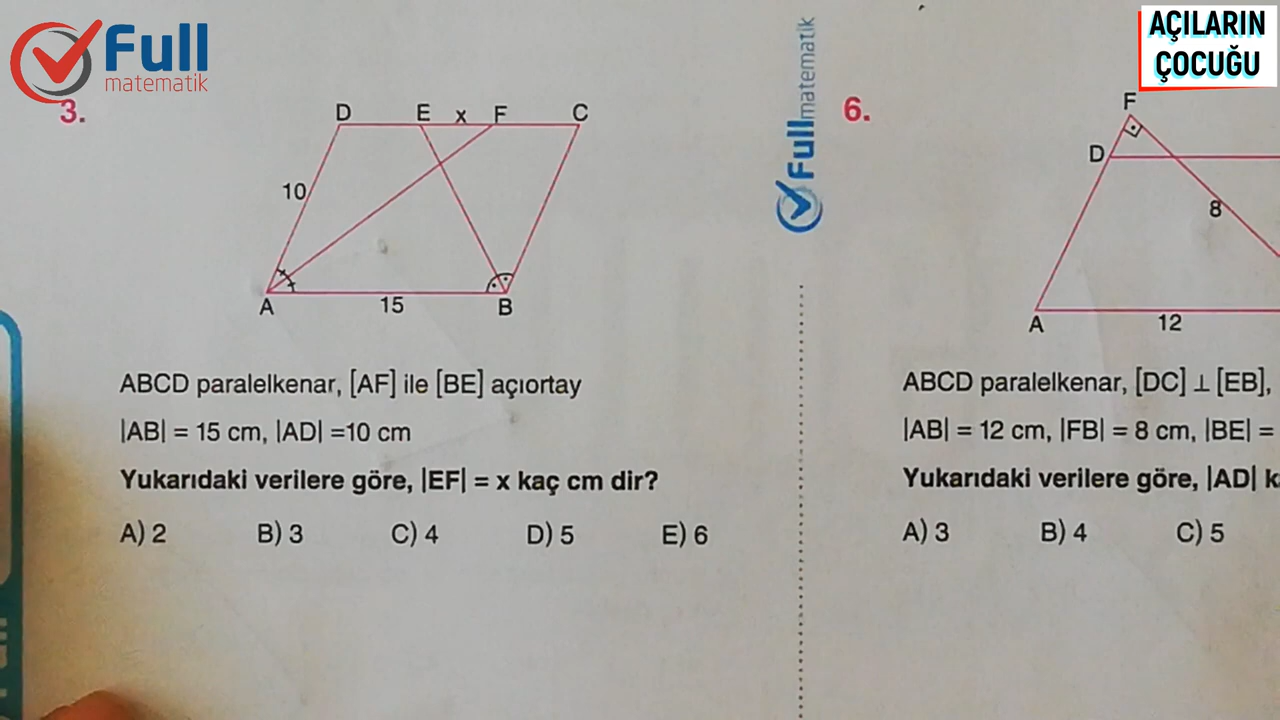 Full
matematik
AÇILARIN
ÇOCUĞU
3.
D E x F C
10
A 15 B
ABCD paralelkenar, [AF] ile [BE] açıortay
|AB| = 15 cm, |AD| =10 cm
Yukarıdaki verilere göre, |EF| = x kaç cm dir?
A) 2 B) 3 C) 4 D) 5 E) 6
Fullmatematik
6.
F
D
8
A 12
ABCD paralelkenar, [DC] ⊥ [EB],
|AB| = 12 cm, |FB| = 8 cm, |BE| =
Yukarıdaki verilere göre, |AD| k
A) 3 B) 4 C) 5